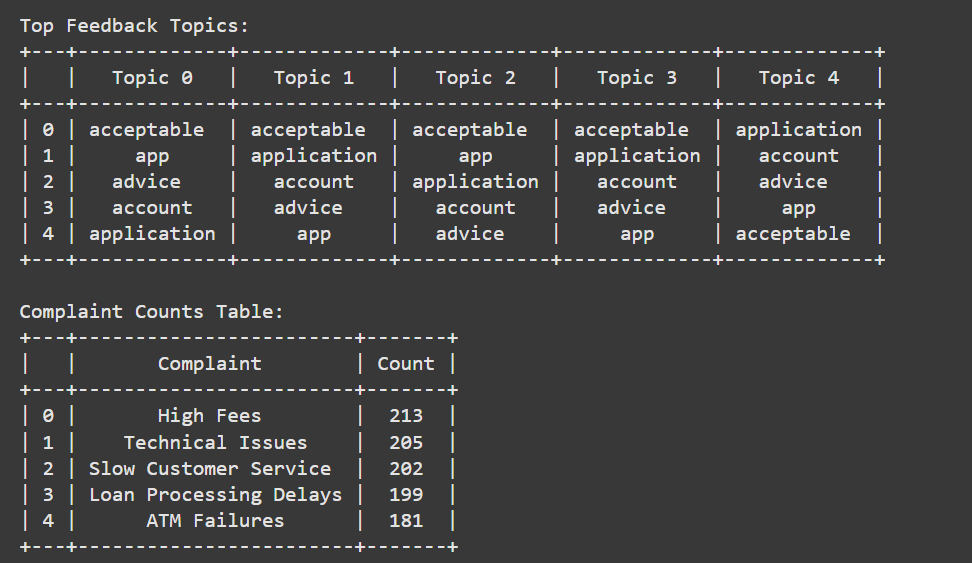 Top Feedback Topics:
+---+-------------+-------------+-------------+-------------+-------------+
|   |   Topic 0   |   Topic 1   |   Topic 2   |   Topic 3   |   Topic 4   |
+---+-------------+-------------+-------------+-------------+-------------+
| 0 | acceptable  | acceptable  | acceptable  | acceptable  | application |
| 1 |     app     | application |     app     | application |   account   |
| 2 |   advice    |   account   | application |   account   |   advice    |
| 3 |   account   |   advice    |   account   |   advice    |     app     |
| 4 | application |     app     |   advice    |     app     | acceptable  |
+---+-------------+-------------+-------------+-------------+-------------+
Complaint Counts Table:
+---+------------------------+-------+
|   |       Complaint        | Count |
+---+------------------------+-------+
| 0 |       High Fees        |  213  |
| 1 |    Technical Issues    |  205  |
| 2 | Slow Customer Service  |  202  |
| 3 | Loan Processing Delays |  199  |
| 4 |      ATM Failures      |  181  |
+---+------------------------+-------+